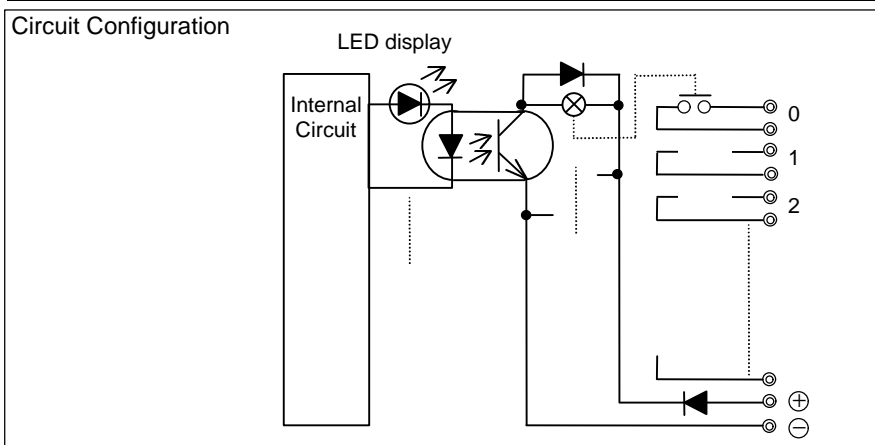 Circuit Configuration
LED display
Internal
Circuit
0
1
2
⊕
⊖